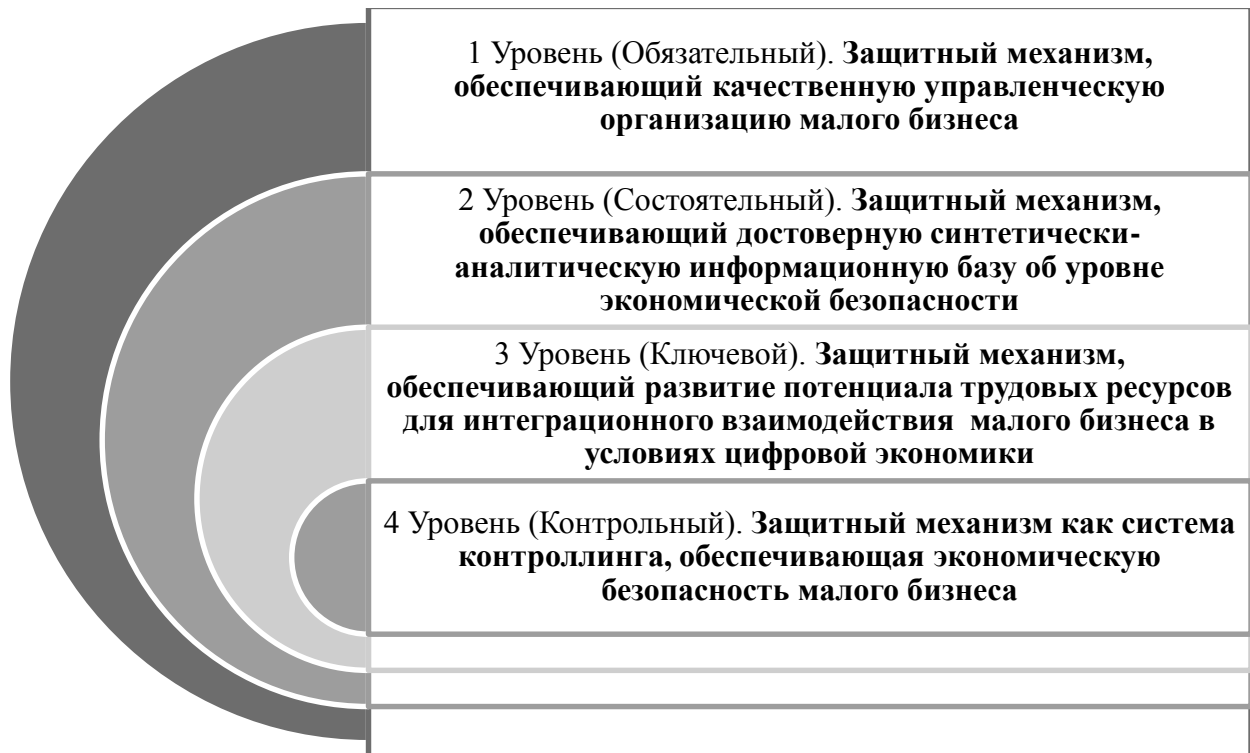 1 Уровень (Обязательный). Защитный механизм,
обеспечивающий качественную управленческую
организацию малого бизнеса
2 Уровень (Состоятельный). Защитный механизм,
обеспечивающий достоверную синтетически-
аналитическую информационную базу об уровне
экономической безопасности
3 Уровень (Ключевой). Защитный механизм,
обеспечивающий развитие потенциала трудовых ресурсов
для интеграционного взаимодействия малого бизнеса в
условиях цифровой экономики
4 Уровень (Контрольный). Защитный механизм как система
контроллинга, обеспечивающая экономическую
безопасность малого бизнеса